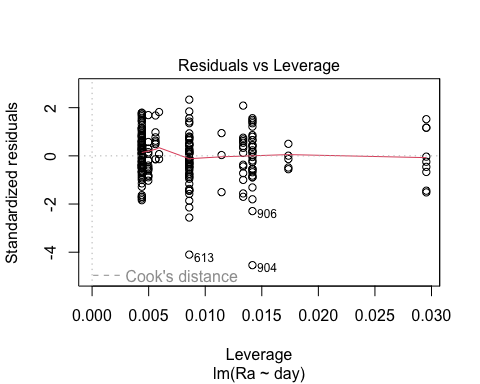 Residuals vs Leverage
Standardized residuals
2
0
-2
-4
906
613
904
Cook's distance
0.000 0.005 0.010 0.015 0.020 0.025 0.030
Leverage
lm(Ra ~ day)